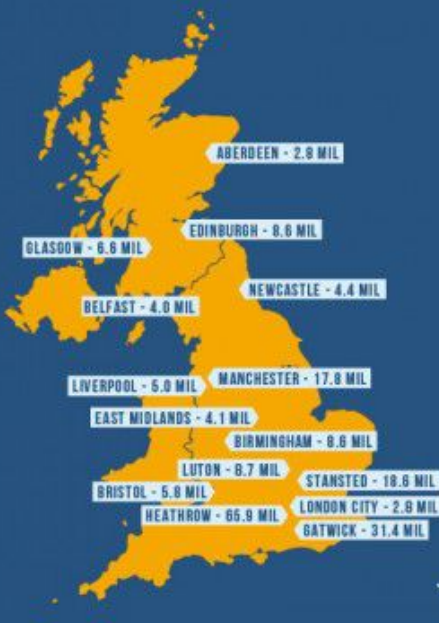 ABERDEEN - 2.8 MIL
EDINBURGH - 8.6 MIL
GLASGOW - 6.6 MIL
NEWCASTLE - 4.4 MIL
BELFAST - 4.0 MIL
MANCHESTER - 17.8 MIL
LIVERPOOL - 5.0 MIL
EAST MIDLANDS - 4.1 MIL
BIRMINGHAM - 8.6 MIL
LUTON - 8.7 MIL
STANSTED - 18.6 MIL
BRISTOL - 5.8 MIL
LONDON CITY - 2.8 MIL
HEATHROW - 65.9 MIL
GATWICK - 31.4 MIL